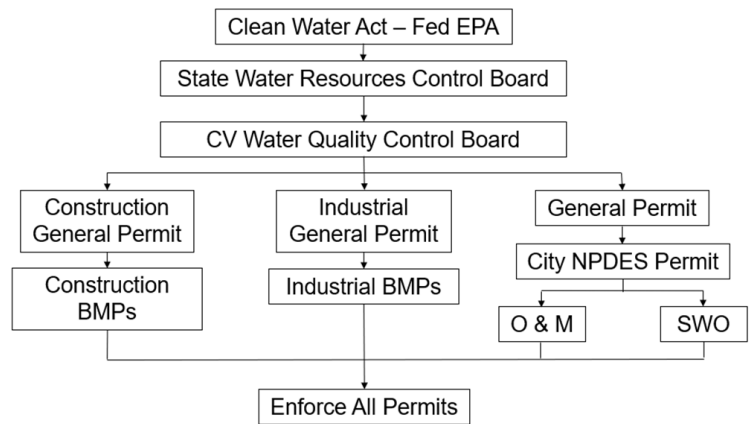 Clean Water Act – Fed EPA
State Water Resources Control Board
CV Water Quality Control Board
Construction
General Permit
Industrial
General Permit
General Permit
City NPDES Permit
Construction
BMPs
Industrial BMPs
O & M
SWO
Enforce All Permits